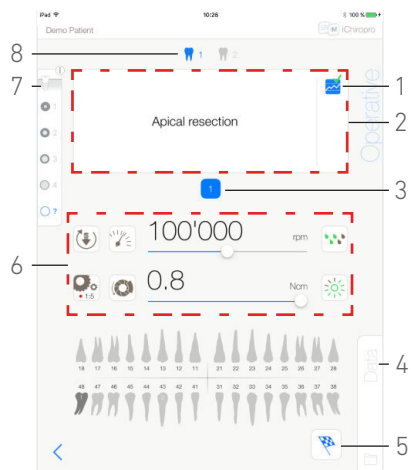 iPad 10:26 100 %
Demo Patient iChiropro
8 1 2
7 1
1
Apical resection
2
Operative
1
2
3
4
?
1 3
6 100'000 rpm
1:5 0.8 Ncm
18 17 16 15 14 13 12 11 21 22 23 24 25 26 27 28
48 47 46 45 44 43 42 41 31 32 33 34 35 36 37 38
Data 4
5